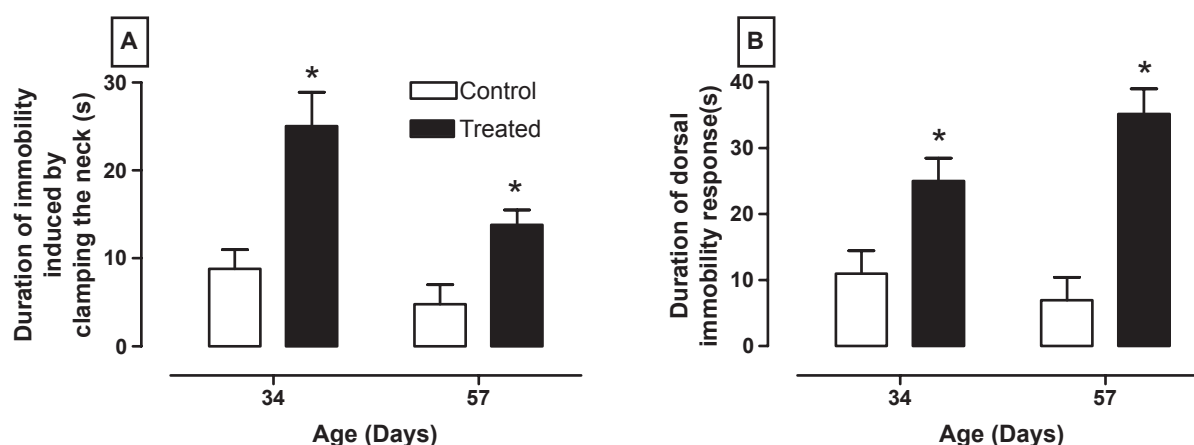 A
Duration of immobility
induced by
clamping the neck (s)
30
20
10
0
*
*
Control
Treated
34
57
Age (Days)
B
Duration of dorsal
immobility response(s)
40
30
20
10
0
*
*
34
57
Age (Days)